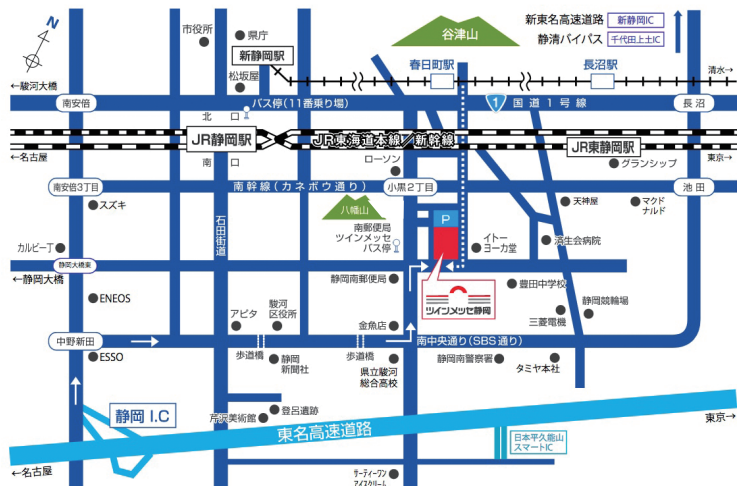 N
市役所
県庁
新静岡駅
松坂屋
谷津山
新東名高速道路 新静岡IC
静清バイパス 千代田上土IC
春日町駅
長沼駅
←駿河大橋
清水→
南安倍
バス停(11番乗り場)
1 国道1号線
長沼
北口
JR静岡駅
JR東海道本線/新幹線
JR東静岡駅
←名古屋
南口
ローソン
グランシップ
東京→
南安倍3丁目
南幹線(カネボウ通り)
小黒2丁目
池田
スズキ
八幡山
天神屋
マクド
ナルド
石田街道
南郵便局
ツインメッセ
バス停
P
イトー
ヨーカ堂
済生会病院
カルビー丁
静岡大橋東
←静岡大橋
静岡南郵便局
ツインメッセ静岡
豊田中学校
静岡競輪場
三菱電機
ENEOS
アピタ
駿河
区役所
金魚店
中野新田
南中央通り(SBS通り)
ESSO
歩道橋
静岡
新聞社
歩道橋
県立駿河
総合高校
静岡南警察署
タミヤ本社
静岡 I.C
芹沢美術館
登呂遺跡
東名高速道路
東京→
日本平久能山
スマートIC
←名古屋
サーティーワン
アイスクリーム